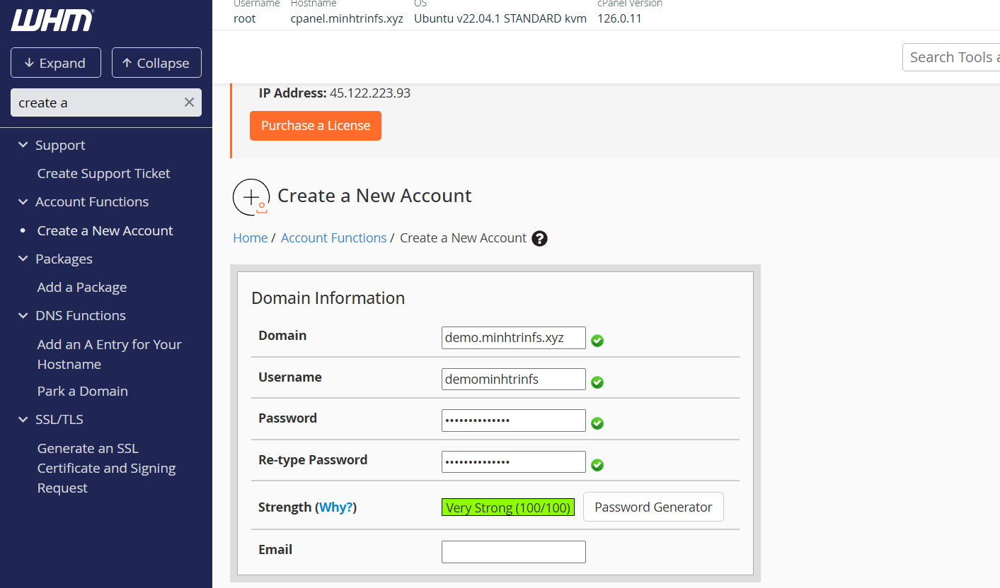 WHM®
Expand
Collapse
create a
Support
Create Support Ticket
Account Functions
Create a New Account
Packages
Add a Package
DNS Functions
Add an A Entry for Your
Hostname
Park a Domain
SSL/TLS
Generate an SSL
Certificate and Signing
Request
Username Hostname OS cPanel Version
root cpanel.minhtrinfs.xyz Ubuntu v22.04.1 STANDARD kvm 126.0.11
Search Tools a
IP Address: 45.122.223.93
Purchase a License
Create a New Account
Home / Account Functions / Create a New Account ?
Domain Information
Domain demo.minhtrinfs.xyz
Username demominhtrinfs
Password ••••••••••••••
Re-type Password ••••••••••••••
Strength (Why?) Very Strong (100/100) Password Generator
Email